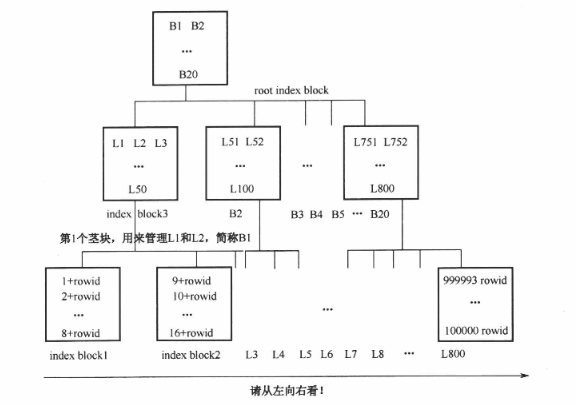 B1 B2
...
B20
root index block
L1 L2 L3
...
L50
L51 L52
...
L100
...
L751 L752
...
L800
index block3
B2
B3 B4 B5 ... B20
第1个茎块，用来管理L1和L2，简称B1
1+rowid
2+rowid
...
8+rowid
9+rowid
10+rowid
...
16+rowid
...
999993 rowid
...
100000 rowid
index block1
index block2
L3 L4 L5 L6 L7 L8 ... L800
请从左向右看！